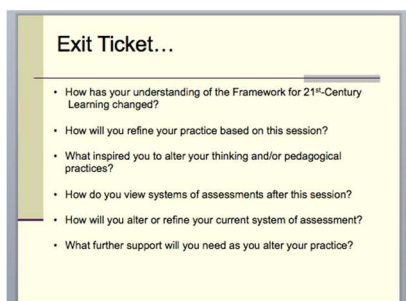 Exit Ticket…
• How has your understanding of the Framework for 21st-Century
Learning changed?
• How will you refine your practice based on this session?
• What inspired you to alter your thinking and/or pedagogical
practices?
• How do you view systems of assessments after this session?
• How will you alter or refine your current system of assessment?
• What further support will you need as you alter your practice?